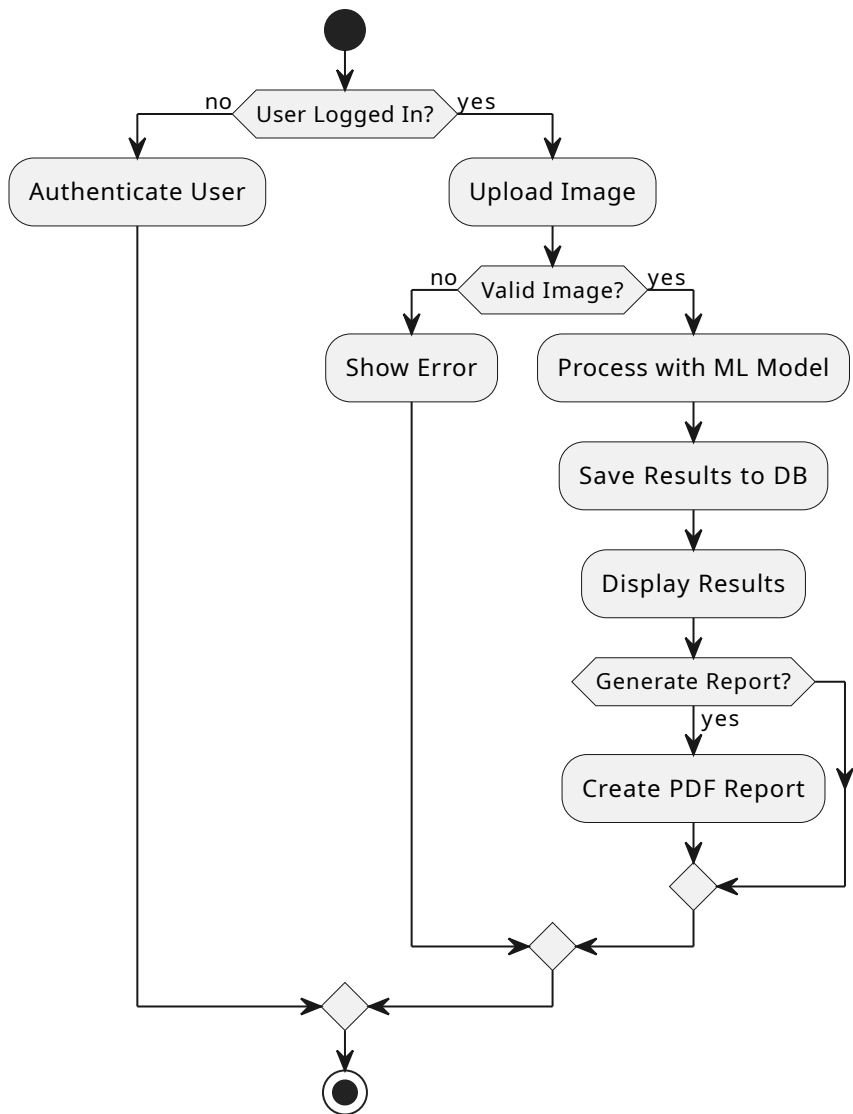 User Logged In?
no
yes
Authenticate User
Upload Image
Valid Image?
no
yes
Show Error
Process with ML Model
Save Results to DB
Display Results
Generate Report?
yes
Create PDF Report